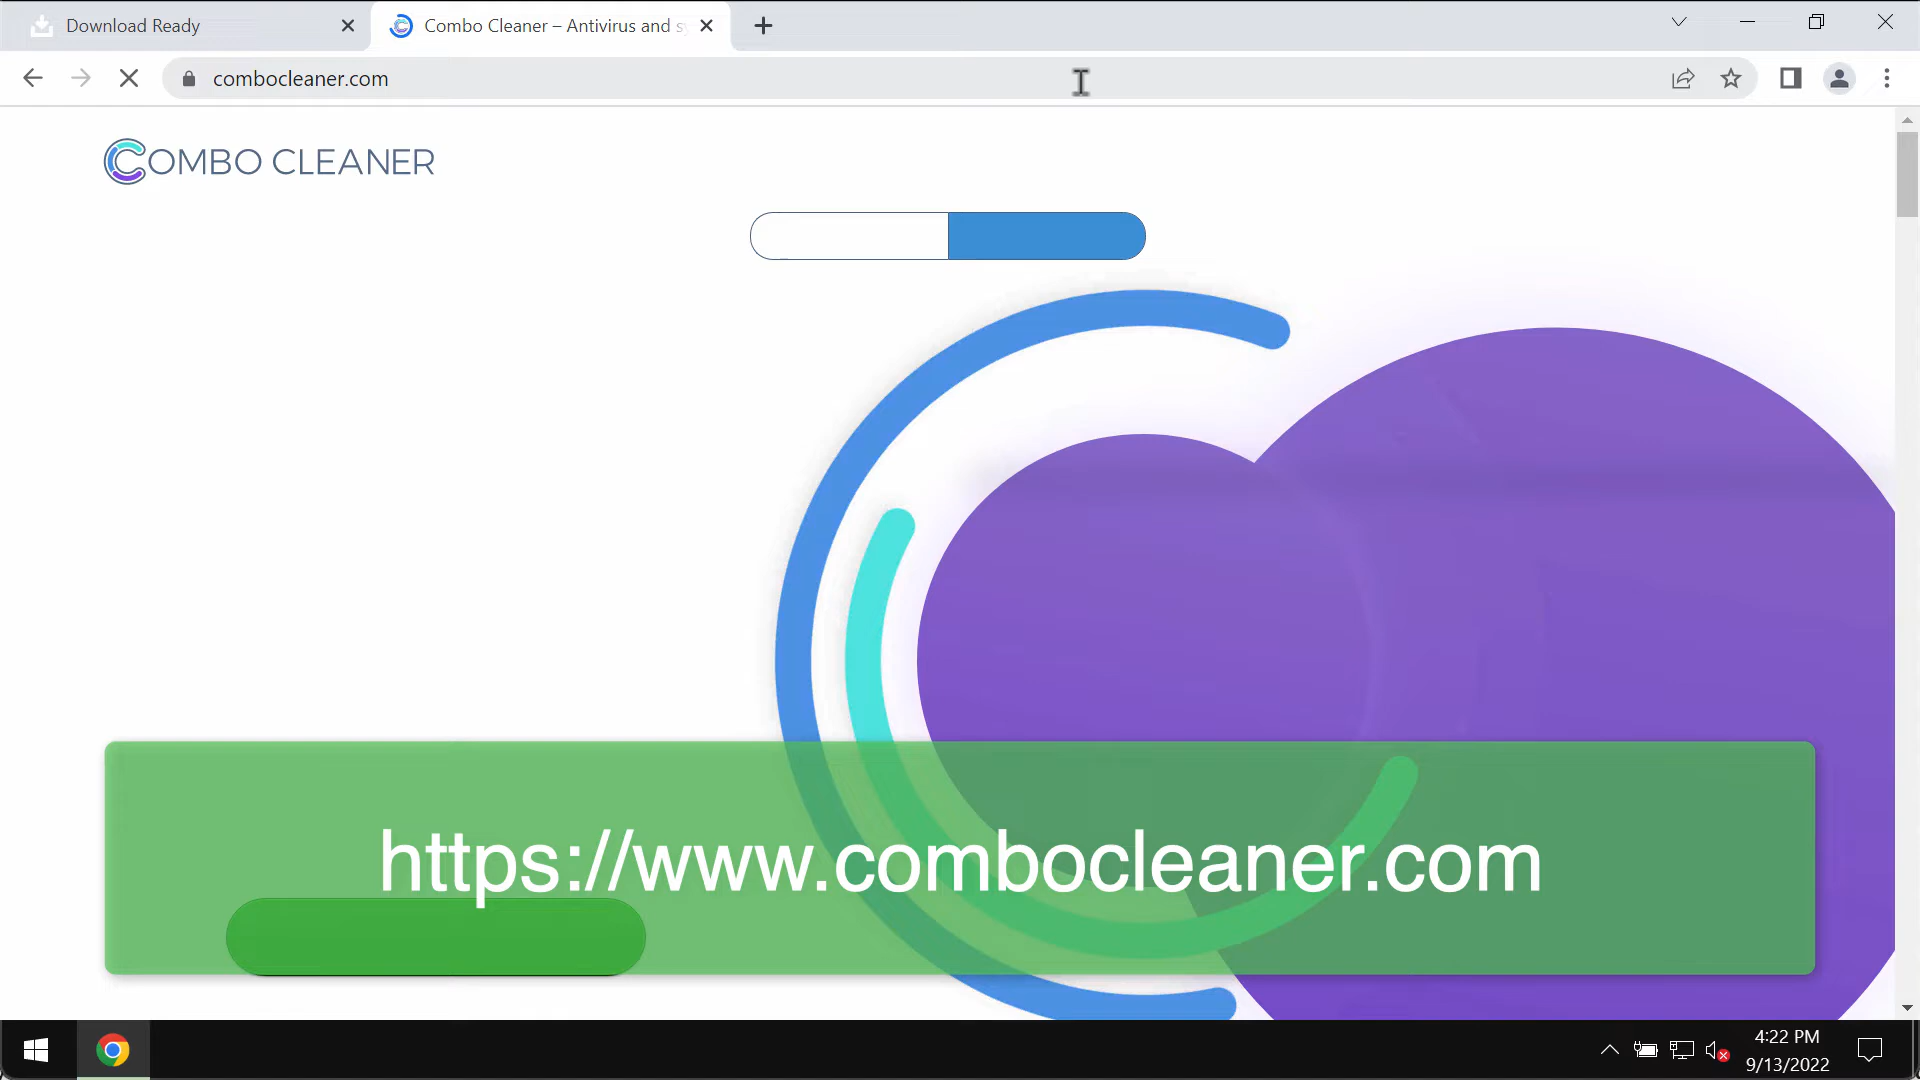 Download Ready
Combo Cleaner – Antivirus and sy
combocleaner.com
COMBO CLEANER
https://www.combocleaner.com
4:22 PM
9/13/2022